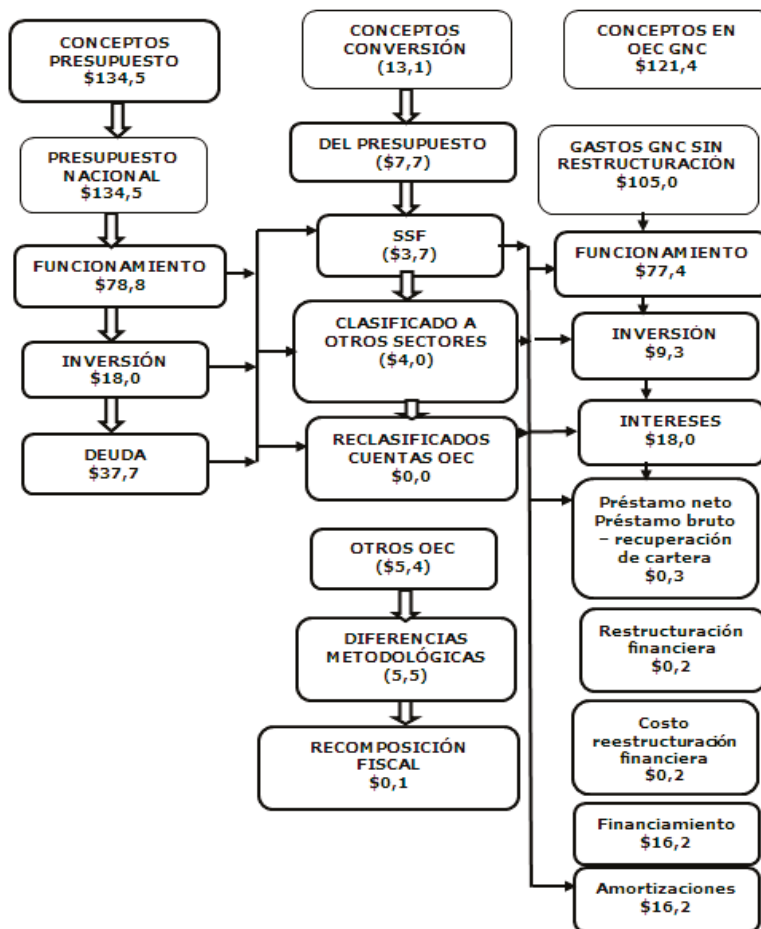 CONCEPTOS
PRESUPUESTO
$134,5
PRESUPUESTO
NACIONAL
$134,5
FUNCIONAMIENTO
$78,8
INVERSIÓN
$18,0
DEUDA
$37,7
CONCEPTOS
CONVERSIÓN
(13,1)
DEL PRESUPUESTO
($7,7)
SSF
($3,7)
CLASIFICADO A
OTROS SECTORES
($4,0)
RECLASIFICADOS
CUENTAS OEC
$0,0
OTROS OEC
($5,4)
DIFERENCIAS
METODOLÓGICAS
(5,5)
RECOMPOSICIÓN
FISCAL
$0,1
CONCEPTOS EN
OEC GNC
$121,4
GASTOS GNC SIN
RESTRUCTURACIÓN
$105,0
FUNCIONAMIENTO
$77,4
INVERSIÓN
$9,3
INTERESES
$18,0
Préstamo neto
Préstamo bruto
– recuperación
de cartera
$0,3
Restructuración
financiera
$0,2
Costo
reestructuración
financiera
$0,2
Financiamiento
$16,2
Amortizaciones
$16,2